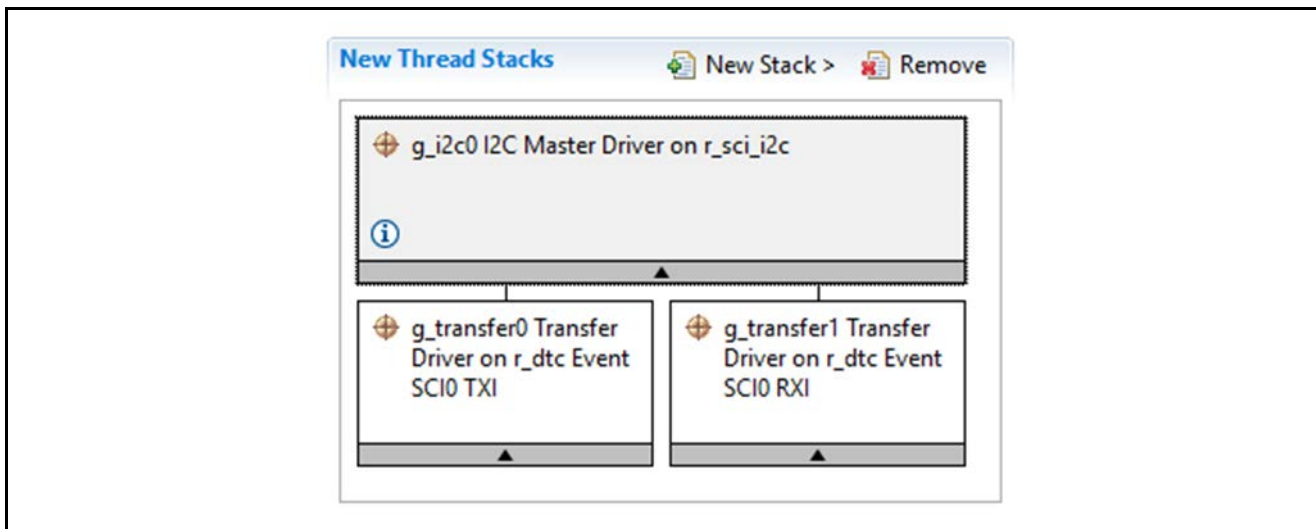 New Thread Stacks New Stack > Remove
g_i2c0 I2C Master Driver on r_sci_i2c
g_transfer0 Transfer
Driver on r_dtc Event
SCI0 TXI
g_transfer1 Transfer
Driver on r_dtc Event
SCI0 RXI